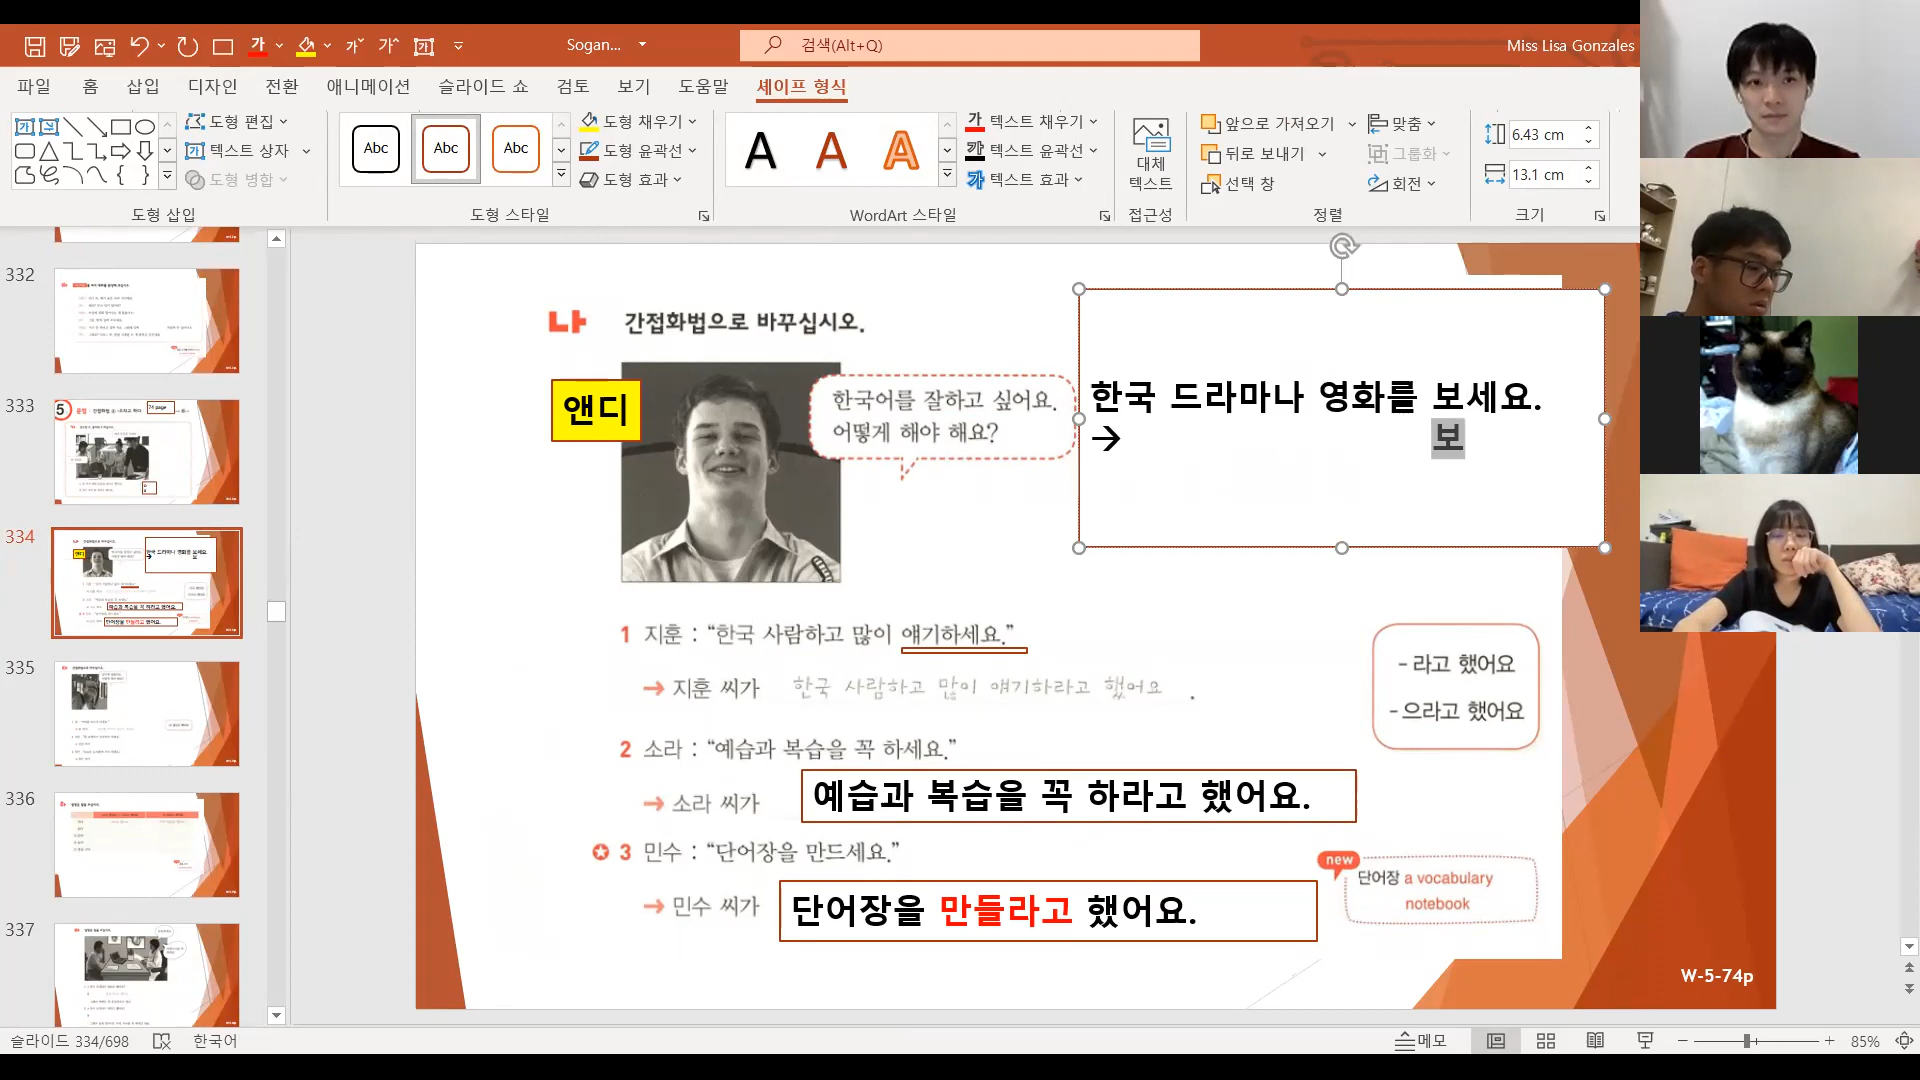 Sogan...
검색(Alt+Q)
Miss Lisa Gonzales
파일 홈 삽입 디자인 전환 애니메이션 슬라이드 쇼 검토 보기 도움말 셰이프 형식
도형 편집
텍스트 상자
도형 병합
도형 삽입
Abc Abc Abc
도형 채우기
도형 윤곽선
도형 효과
도형 스타일
A A A
텍스트 채우기
텍스트 윤곽선
텍스트 효과
WordArt 스타일
대체
텍스트
접근성
앞으로 가져오기
뒤로 보내기
선택 창
맞춤
그룹화
회전
정렬
6.43 cm
13.1 cm
크기
332
333
334
335
336
337
나 간접화법으로 바꾸십시오.
앤디
한국어를 잘하고 싶어요.
어떻게 해야 해요?
한국 드라마나 영화를 보세요.
→ 보
1 지훈 : “한국 사람하고 많이 얘기하세요.”
→ 지훈 씨가 한국 사람하고 많이 얘기하라고 했어요 .
2 소라 : “예습과 복습을 꼭 하세요.”
→ 소라 씨가 예습과 복습을 꼭 하라고 했어요.
3 민수 : “단어장을 만드세요.”
→ 민수 씨가 단어장을 만들라고 했어요.
-라고 했어요
-으라고 했어요
new
단어장 a vocabulary
notebook
W-5-74p
슬라이드 334/698 한국어
메모
85%